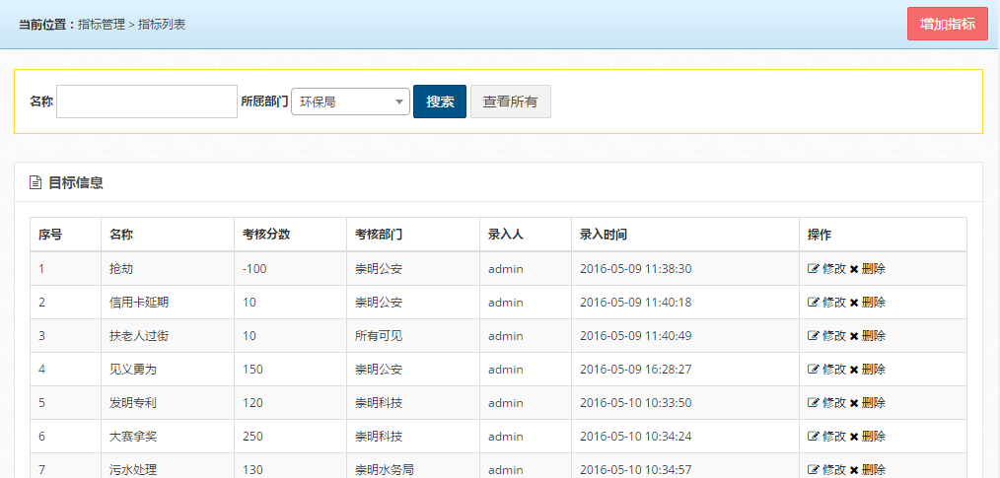 当前位置：指标管理 > 指标列表
增加指标
名称 所属部门 环保局 搜索 查看所有
目标信息
序号 名称 考核分数 考核部门 录入人 录入时间 操作
1 抢劫 -100 崇明公安 admin 2016-05-09 11:38:30 修改 删除
2 信用卡延期 10 崇明公安 admin 2016-05-09 11:40:18 修改 删除
3 扶老人过街 10 所有可见 admin 2016-05-09 11:40:49 修改 删除
4 见义勇为 150 崇明公安 admin 2016-05-09 16:28:27 修改 删除
5 发明专利 120 崇明科技 admin 2016-05-10 10:33:50 修改 删除
6 大赛拿奖 250 崇明科技 admin 2016-05-10 10:34:24 修改 删除
7 污水处理 130 崇明水务局 admin 2016-05-10 10:34:57 修改 删除